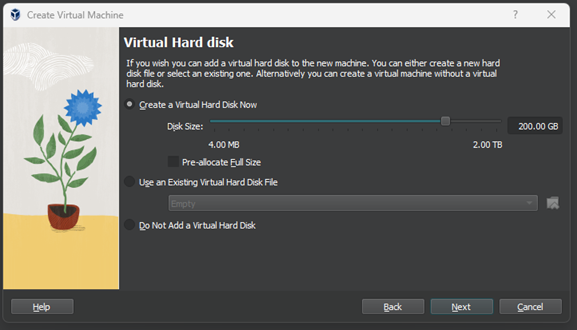 Create Virtual Machine
Virtual Hard disk
If you wish you can add a virtual hard disk to the new machine. You can either create a new hard
disk file or select an existing one. Alternatively you can create a virtual machine without a virtual
hard disk.
Create a Virtual Hard Disk Now
Disk Size:
200.00 GB
4.00 MB
2.00 TB
Pre-allocate Full Size
Use an Existing Virtual Hard Disk File
Empty
Do Not Add a Virtual Hard Disk
Help
Back
Next
Cancel